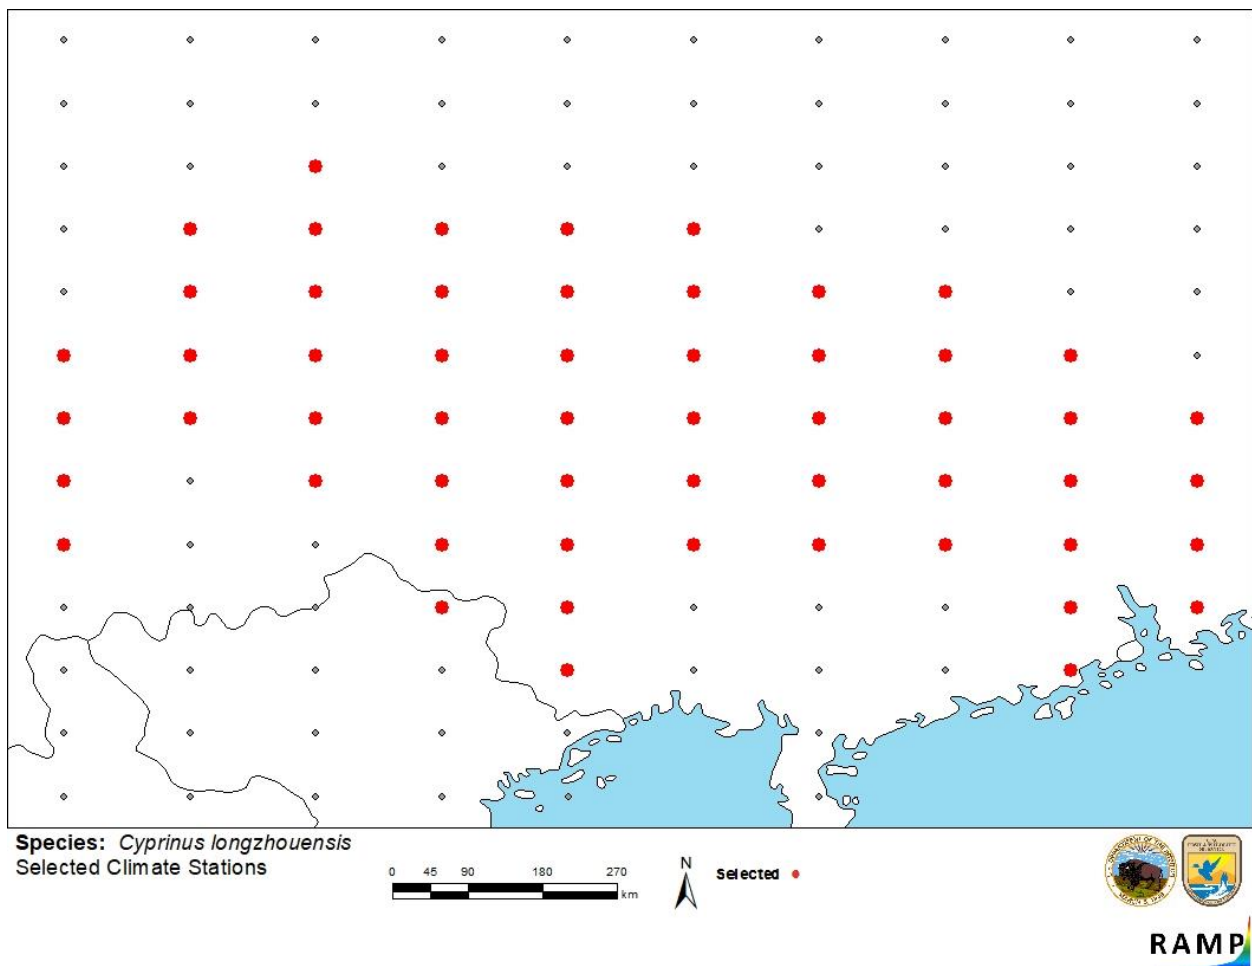 Species: Cyprinus longzhouensis
Selected Climate Stations
0 45 90 180 270
km
N
Selected
RAMP